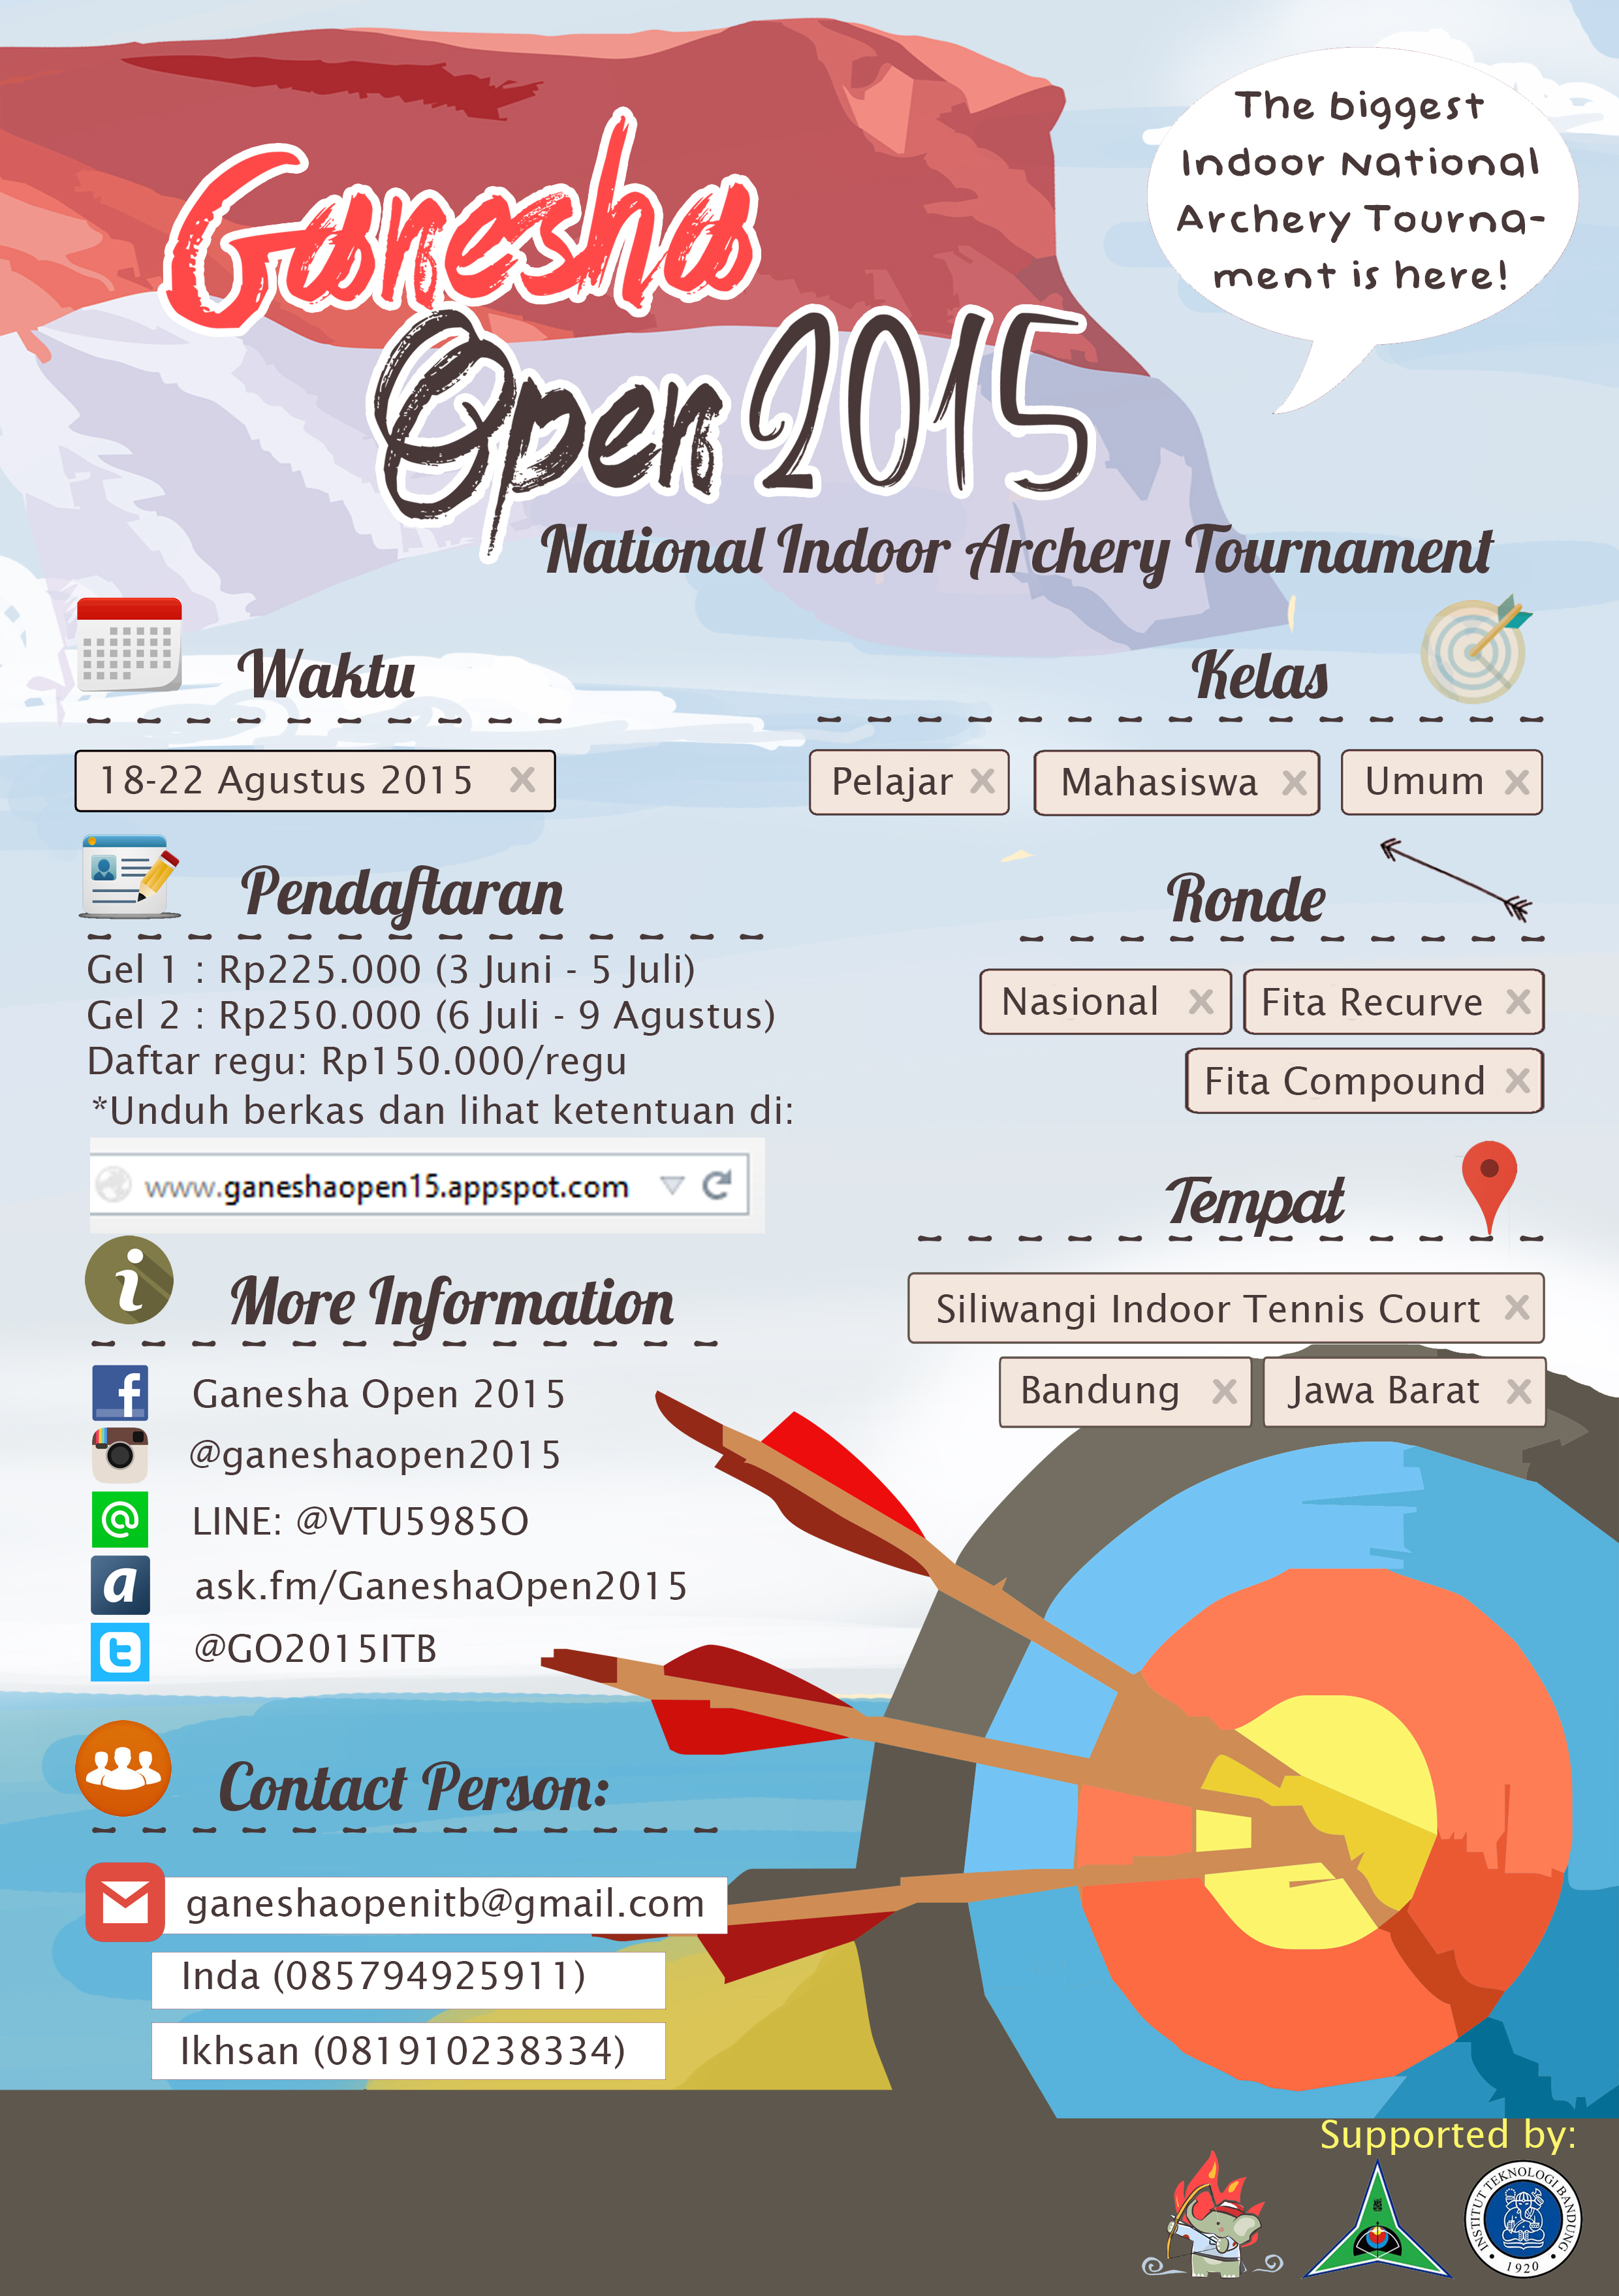 The biggest
Indoor National
Archery Tourna-
ment is here!
Ganesha
Open 2015
National Indoor Archery Tournament
Waktu
18-22 Agustus 2015 x
Kelas
Pelajar x Mahasiswa x Umum x
Pendaftaran
Gel 1 : Rp225.000 (3 Juni - 5 Juli)
Gel 2 : Rp250.000 (6 Juli - 9 Agustus)
Daftar regu: Rp150.000/regu
*Unduh berkas dan lihat ketentuan di:
www.ganeshaopen15.appspot.com
Ronde
Nasional x Fita Recurve x
Fita Compound x
Tempat
Siliwangi Indoor Tennis Court x
Bandung x Jawa Barat x
More Information
Ganesha Open 2015
@ganeshaopen2015
LINE: @VTU5985O
ask.fm/GaneshaOpen2015
@GO2015ITB
Contact Person:
ganeshaopenitb@gmail.com
Inda (085794925911)
Ikhsan (081910238334)
Supported by:
INSTITUT TEKNOLOGI BANDUNG
1920